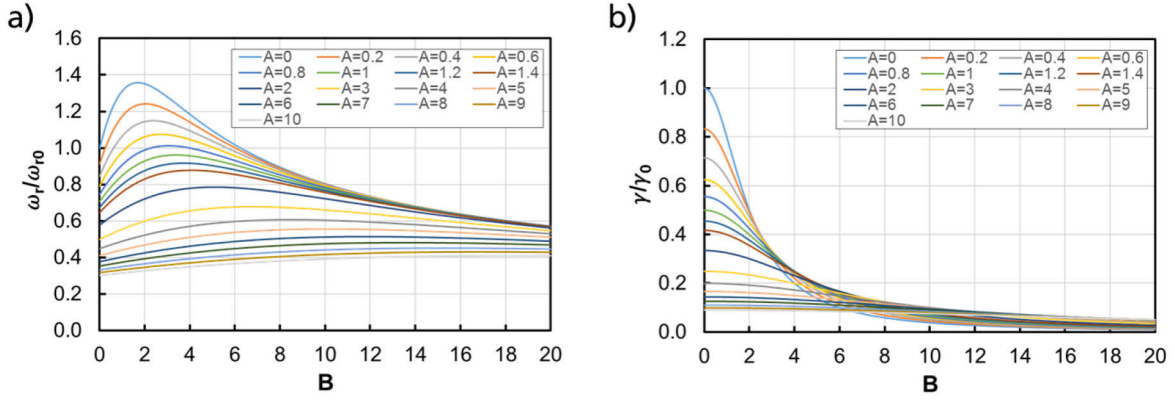 a)
1.6
1.4
1.2
1.0
0.8
0.6
0.4
0.2
0.0
ωr/ωr0
A=0 A=0.2 A=0.4 A=0.6
A=0.8 A=1 A=1.2 A=1.4
A=2 A=3 A=4 A=5
A=6 A=7 A=8 A=9
A=10
0 2 4 6 8 10 12 14 16 18 20
B
b)
1.2
1.0
0.8
0.6
0.4
0.2
0.0
γ/γ0
A=0 A=0.2 A=0.4 A=0.6
A=0.8 A=1 A=1.2 A=1.4
A=2 A=3 A=4 A=5
A=6 A=7 A=8 A=9
A=10
0 2 4 6 8 10 12 14 16 18 20
B